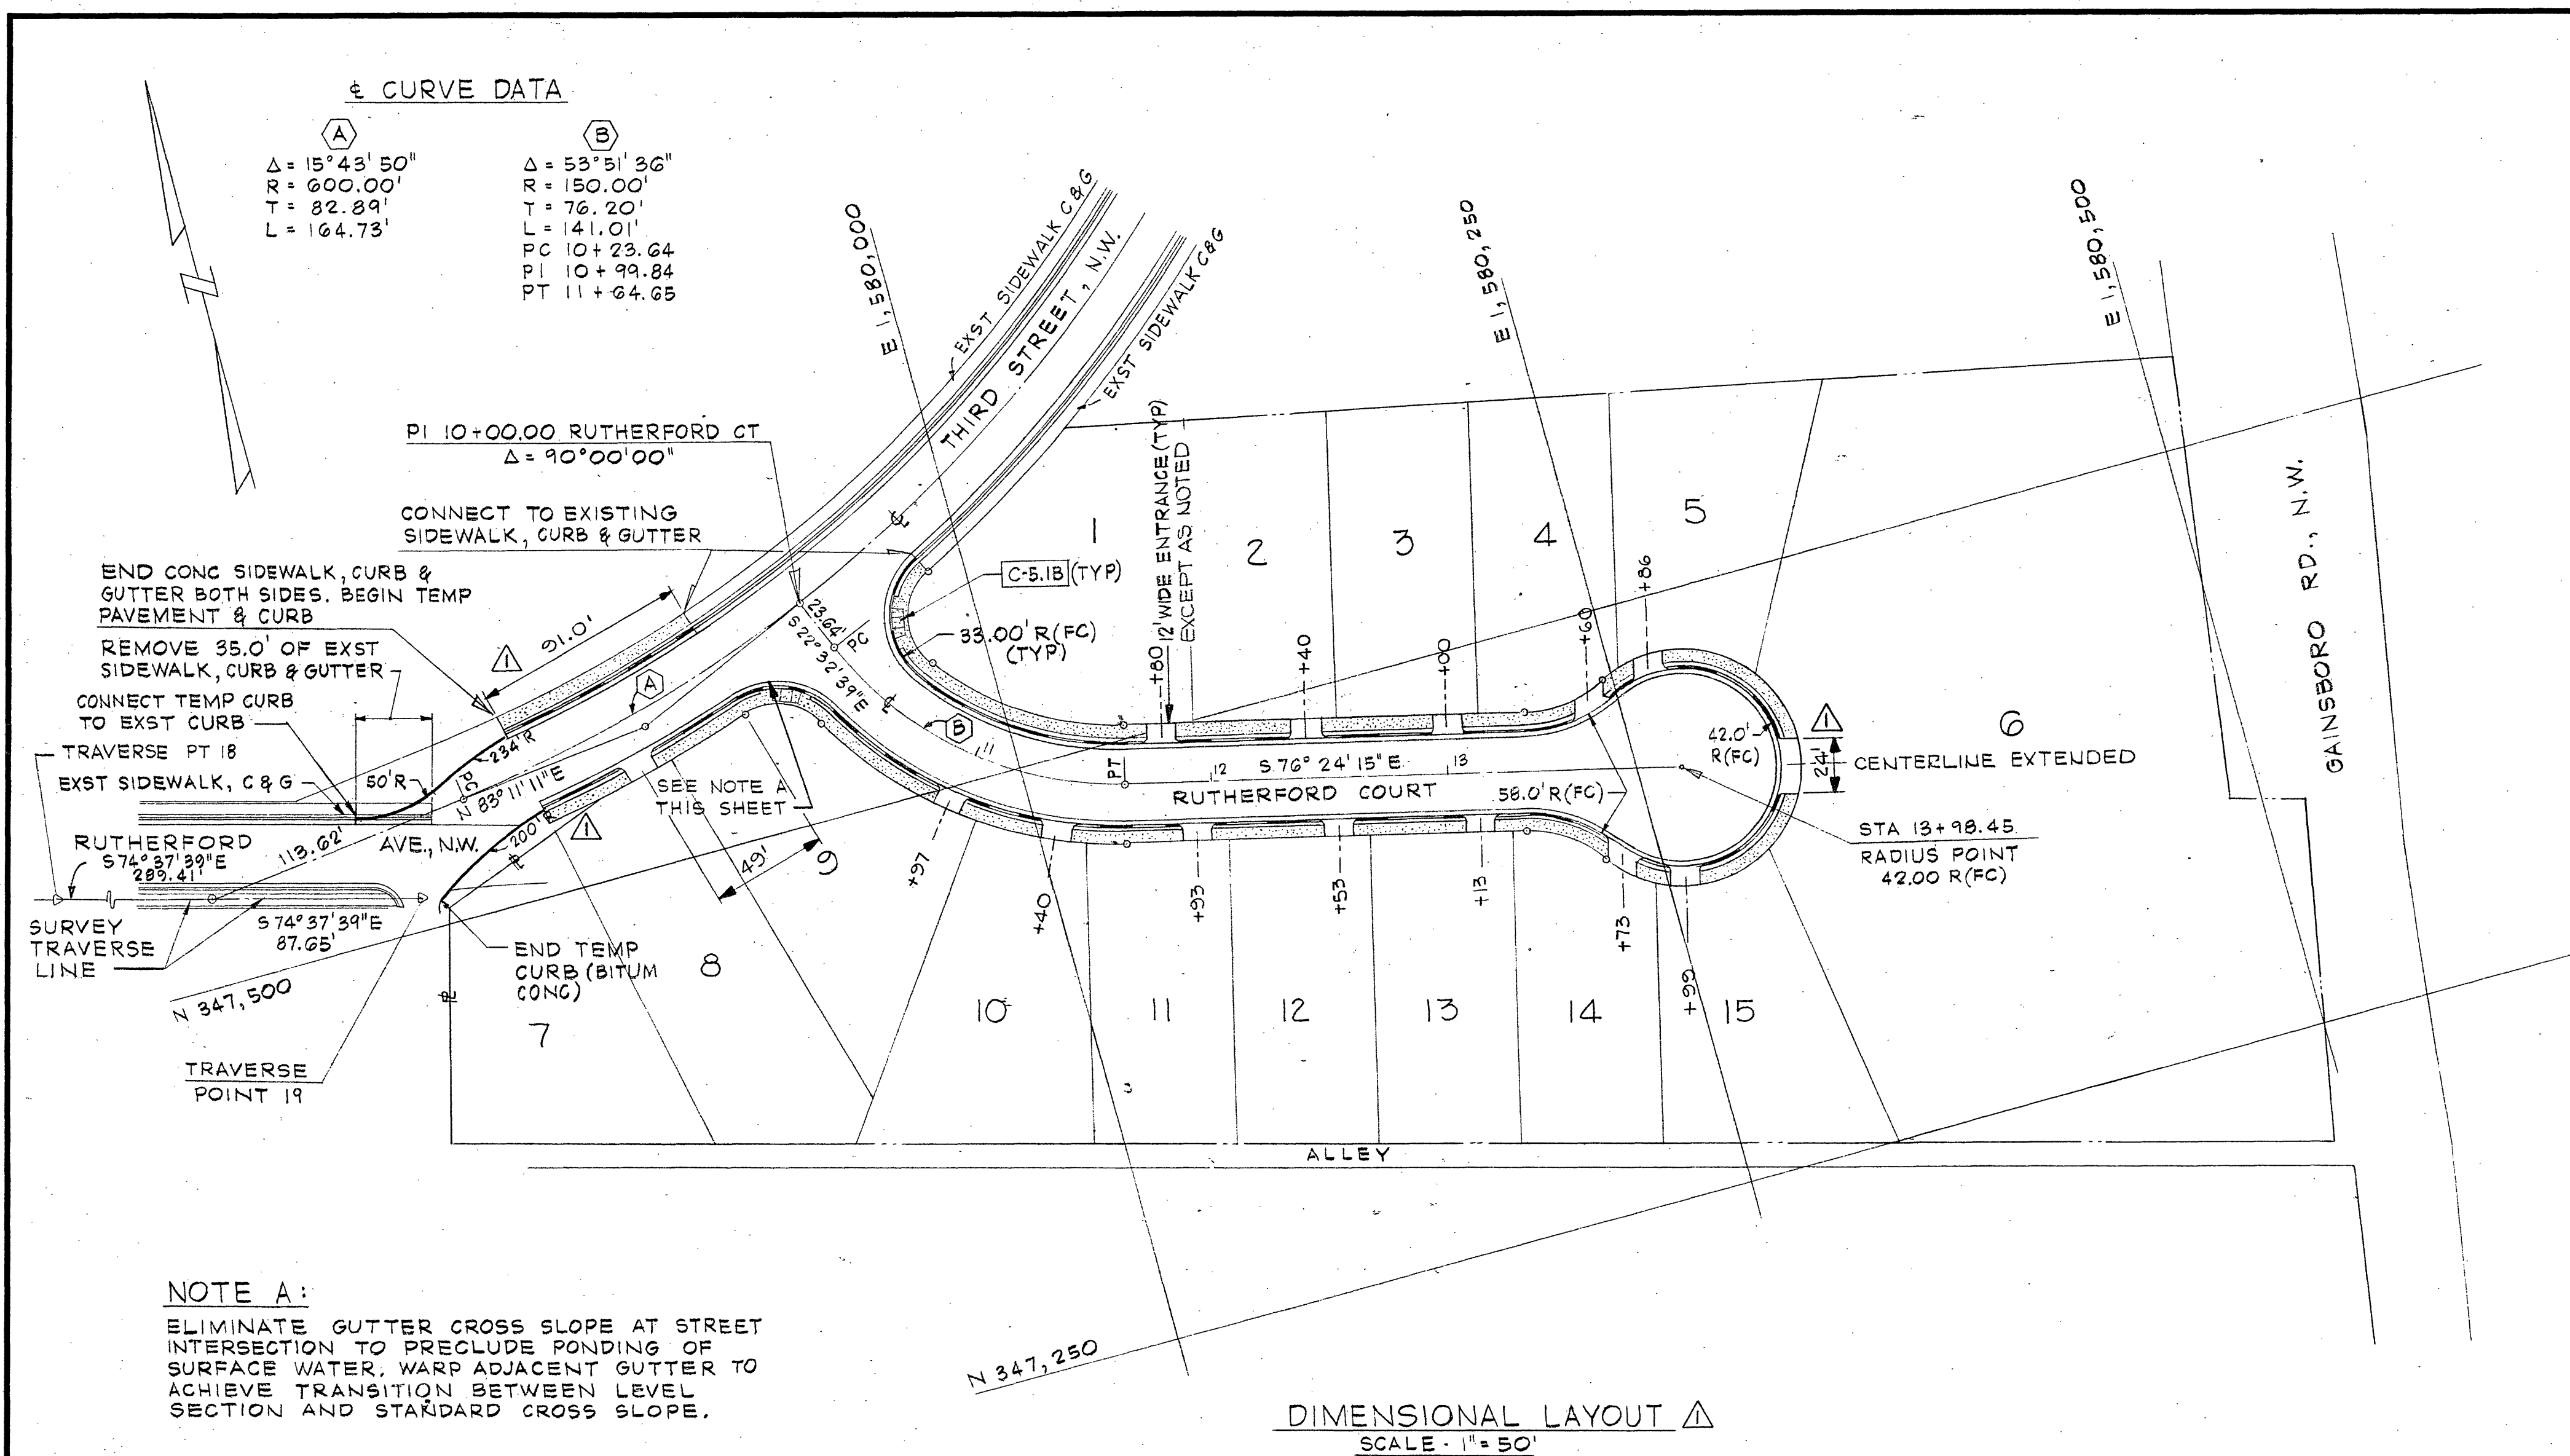 ℄ CURVE DATA
A
Δ = 15°43'50"
R = 600.00'
T = 82.89'
L = 164.73'
B
Δ = 53°51'36"
R = 150.00'
T = 76.20'
L = 141.01'
PC 10+23.64
PI 10+99.84
PT 11+64.65
E 1,580,000
EXST SIDEWALK C&G
THIRD STREET, N.W.
EXST SIDEWALK C&G
E 1,580,250
E 1,580,500
PI 10+00.00 RUTHERFORD CT
Δ = 90°00'00"
CONNECT TO EXISTING
SIDEWALK, CURB & GUTTER
END CONC SIDEWALK, CURB &
GUTTER BOTH SIDES. BEGIN TEMP
PAVEMENT & CURB
REMOVE 35.0' OF EXST
SIDEWALK, CURB & GUTTER
CONNECT TEMP CURB
TO EXST CURB
TRAVERSE PT 18
EXST SIDEWALK, C & G
91.0'
1
A
234'R
50'R
PC
N 83°11'11"E
113.62'
RUTHERFORD
AVE., N.W.
S74°37'39"E
289.41'
S74°37'39"E
87.65'
SURVEY
TRAVERSE
LINE
N 347,500
TRAVERSE
POINT 19
200'R
1
℄
23.64'
S22°32'39"E
PC
℄
B
11
C-5.1B (TYP)
33.00' R(FC)
(TYP)
12' WIDE ENTRANCE (TYP)
EXCEPT AS NOTED
1
2
3
4
5
+80
+40
+00
+60
+86
SEE NOTE A
THIS SHEET
49'
9
PT
12
S.76°24'15"E
13
RUTHERFORD COURT
58.0'R(FC)
42.0'
R(FC)
1
24'
6
CENTERLINE EXTENDED
STA 13+98.45
RADIUS POINT
42.00 R(FC)
GAINSBORO RD., N.W.
+97
+40
+93
+53
+13
+73
+99
END TEMP
CURB (BITUM
CONC)
PL
7
8
10
11
12
13
14
15
ALLEY
NOTE A:
ELIMINATE GUTTER CROSS SLOPE AT STREET
INTERSECTION TO PRECLUDE PONDING OF
SURFACE WATER. WARP ADJACENT GUTTER TO
ACHIEVE TRANSITION BETWEEN LEVEL
SECTION AND STANDARD CROSS SLOPE.
N 347,250
DIMENSIONAL LAYOUT 1
SCALE - 1" = 50'